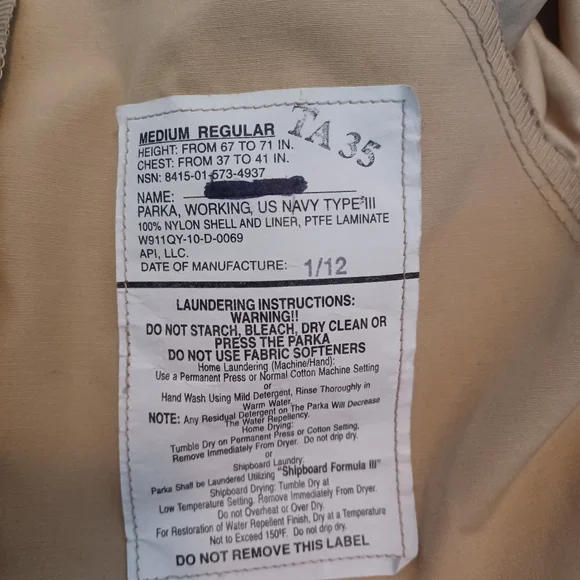 MEDIUM REGULAR
TA 35
HEIGHT: FROM 67 TO 71 IN.
CHEST: FROM 37 TO 41 IN.
NSN: 8415-01-573-4937
NAME:
PARKA, WORKING, US NAVY TYPE III
100% NYLON SHELL AND LINER, PTFE LAMINATE
W911QY-10-D-0069
API, LLC.
DATE OF MANUFACTURE: 1/12
LAUNDERING INSTRUCTIONS:
WARNING!!
DO NOT STARCH, BLEACH, DRY CLEAN OR
PRESS THE PARKA
DO NOT USE FABRIC SOFTENERS
Home Laundering (Machine/Hand):
Use a Permanent Press or Normal Cotton Machine Setting
or
Hand Wash Using Mild Detergent, Rinse Thoroughly in
Warm Water.
NOTE: Any Residual Detergent on The Parka Will Decrease
The Water Repellency.
Home Drying:
Tumble Dry on Permanent Press or Cotton Setting,
Remove Immediately From Dryer. Do not drip dry.
or
Shipboard Laundry:
Parka Shall be Laundered Utilizing "Shipboard Formula III"
Shipboard Drying: Tumble Dry at
Low Temperature Setting. Remove Immediately From Dryer.
Do not Overheat or Over Dry.
For Restoration of Water Repellent Finish, Dry at a Temperature
Not to Exceed 150°F. Do not drip dry.
DO NOT REMOVE THIS LABEL